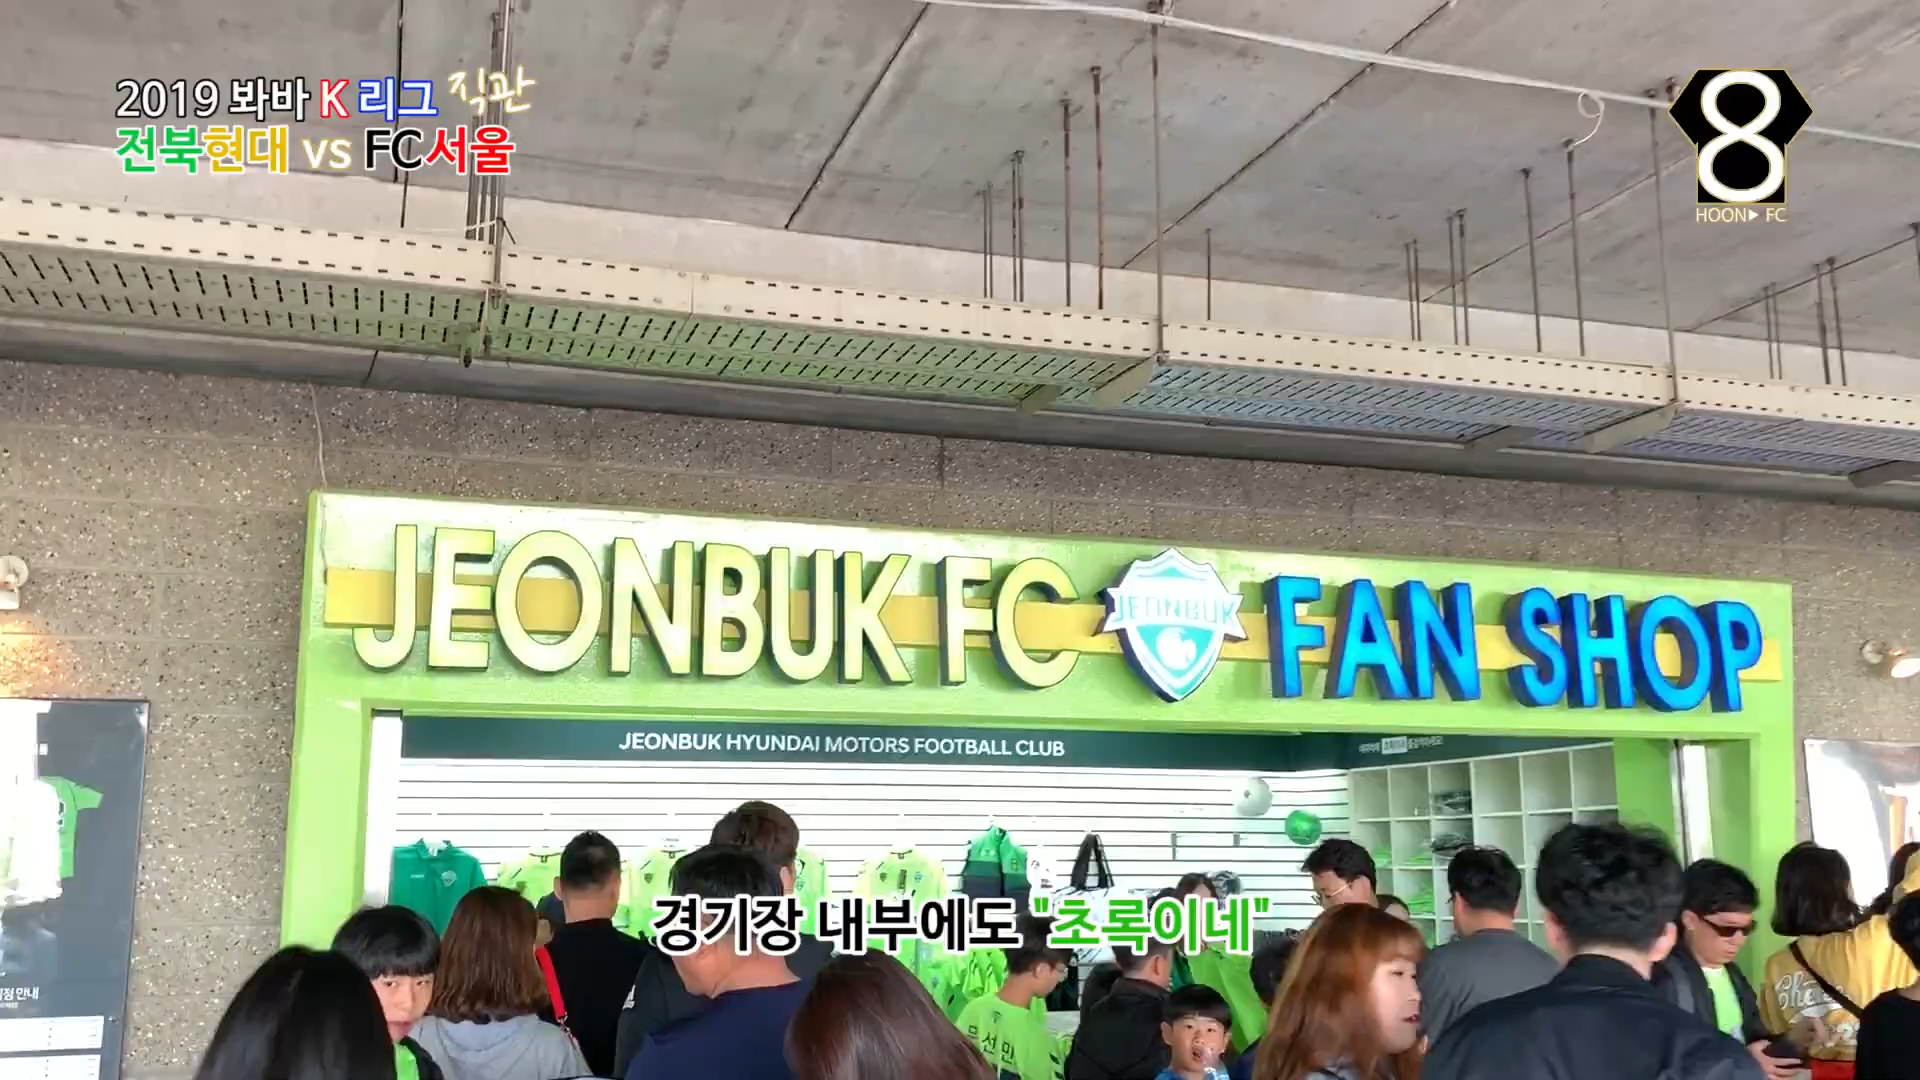 2019 봐바 K 리그 직관
전북현대 vs FC서울
8
HOON▶ FC
JEONBUK FC JEONBUK FAN SHOP
JEONBUK HYUNDAI MOTORS FOOTBALL CLUB
경기장 내부에도 "초록이네"
안내